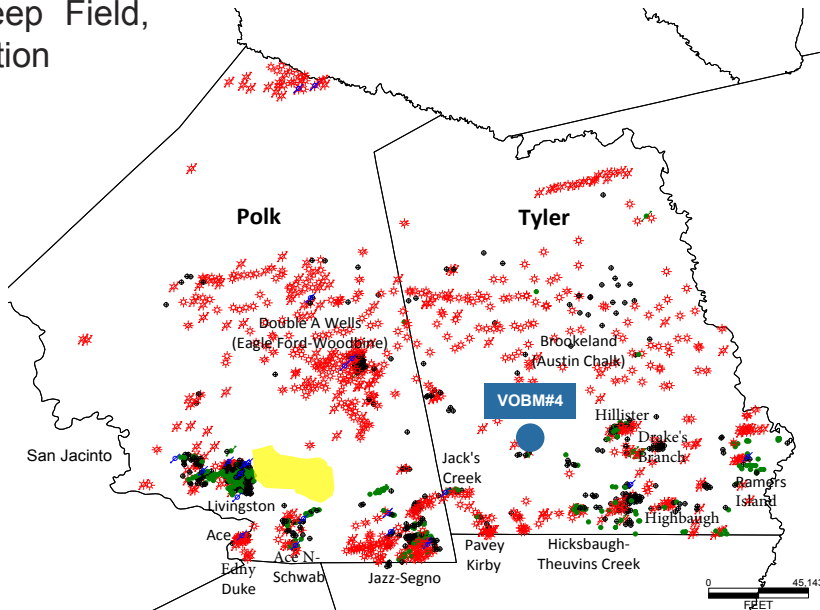 eep Field,
tion
Polk
Tyler
Double A Wells
(Eagle Ford-Woodbine)
Brookeland
(Austin Chalk)
VOBM#4
Hillister
Drake's
Branch
San Jacinto
Jack's
Creek
Ramers
Island
Livingston
Highbaugh
Ace
Ace N-
Schwab
Edny
Duke
Jazz-Segno
Pavey
Kirby
Hicksbaugh-
Theuvins Creek
0 45,143
FEET